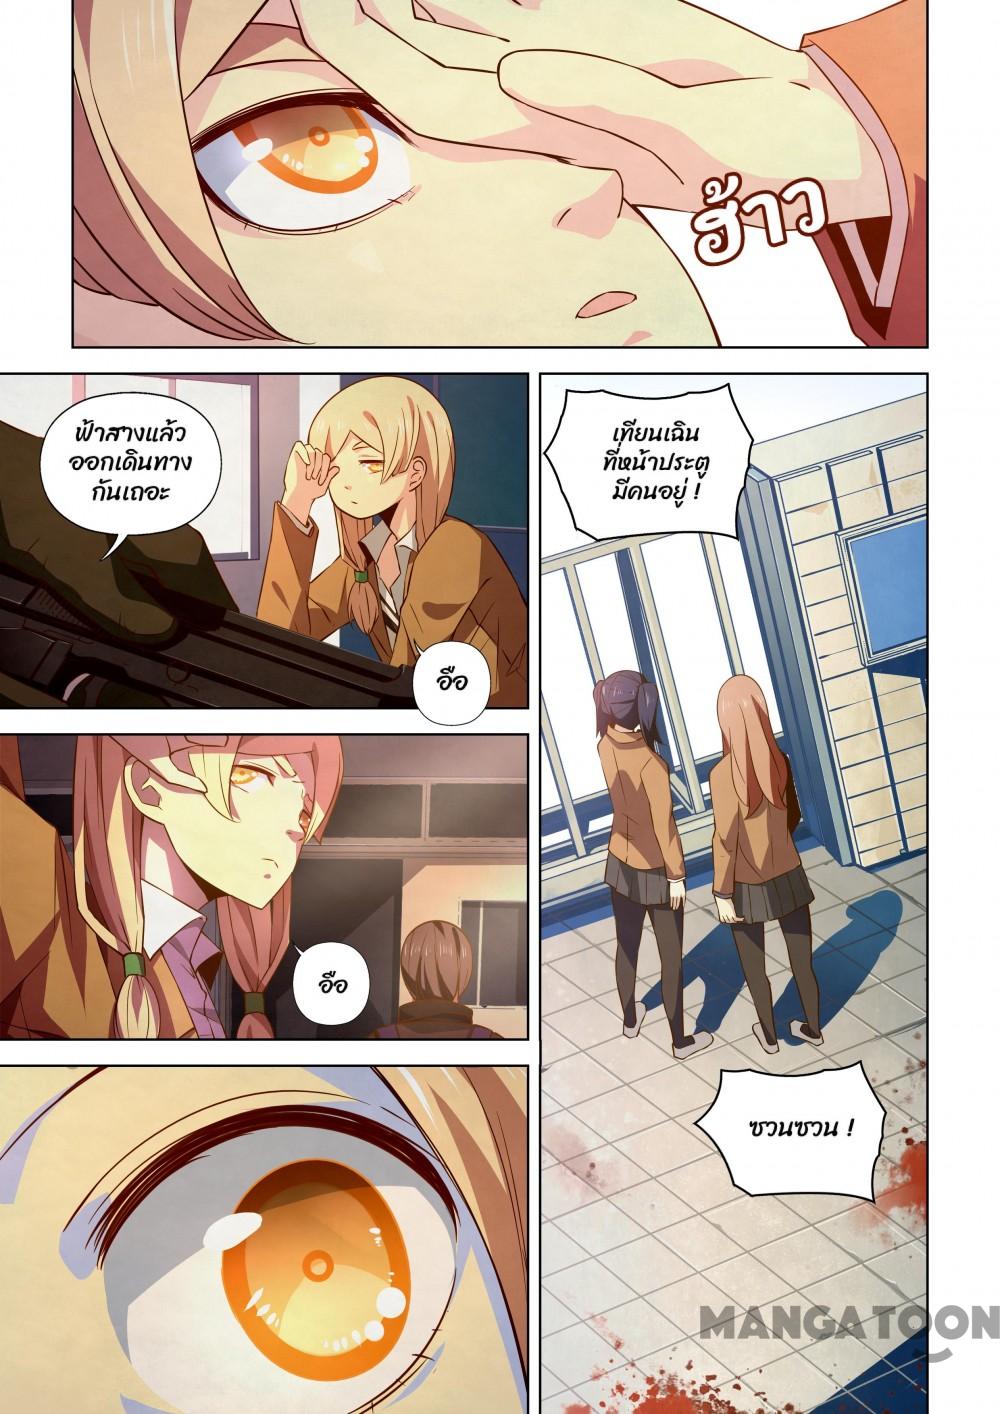 ฮ้าว
ฟ้าสางแล้ว
ออกเดินทาง
กันเถอะ
อือ
อือ
เทียนเฉิน
ที่หน้าประตู
มีคนอยู่ !
ซวนซวน !
MANGATOON